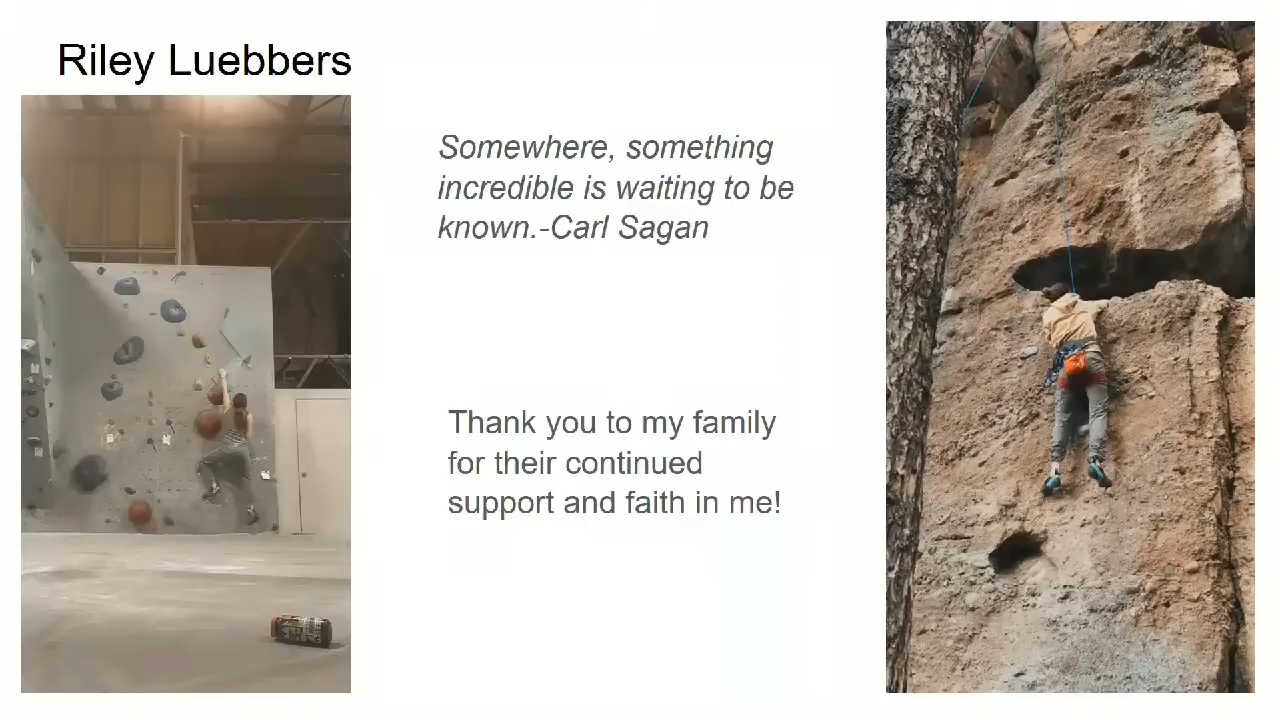 Riley Luebbers
Somewhere, something
incredible is waiting to be
known.-Carl Sagan
Thank you to my family
for their continued
support and faith in me!